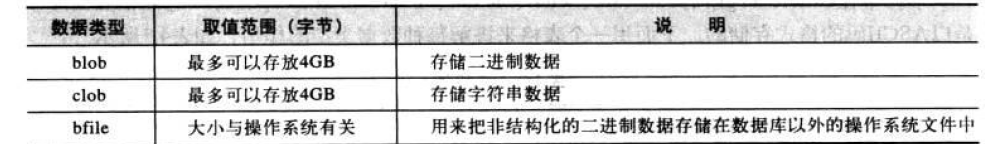 数据类型 取值范围（字节） 说 明
blob 最多可以存放4GB 存储二进制数据
clob 最多可以存放4GB 存储字符串数据
bfile 大小与操作系统有关 用来把非结构化的二进制数据存储在数据库以外的操作系统文件中